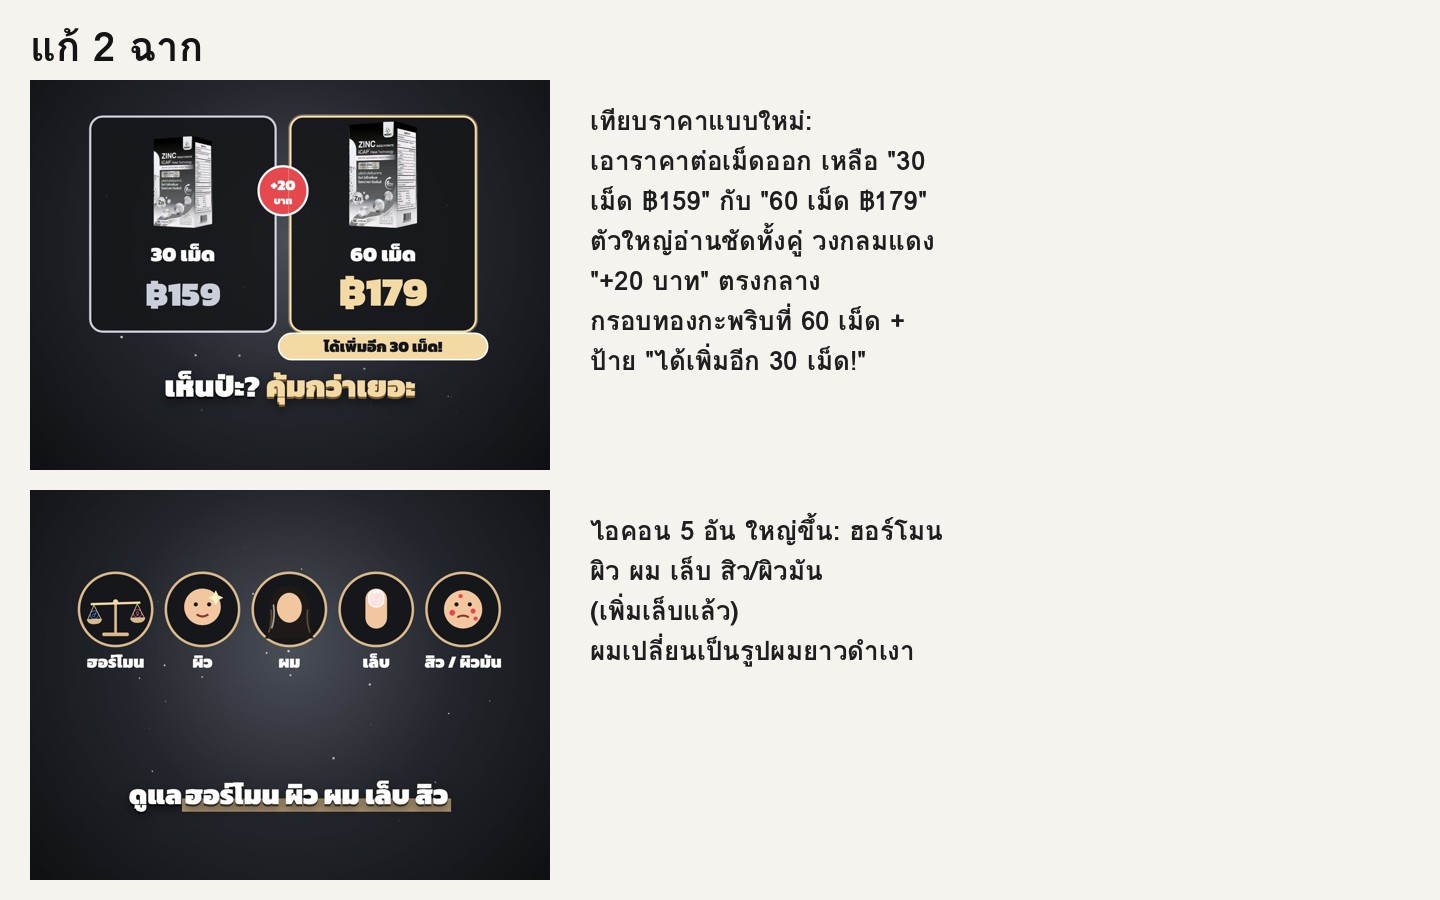 แก้ 2 ฉาก
ZINC
+20
บาท
30 เม็ด
฿159
ZINC
60 เม็ด
฿179
ได้เพิ่มอีก 30 เม็ด!
เห็นป่ะ? คุ้มกว่าเยอะ
เทียบราคาแบบใหม่:
เอาราคาต่อเม็ดออก เหลือ "30
เม็ด ฿159" กับ "60 เม็ด ฿179"
ตัวใหญ่อ่านชัดทั้งคู่ วงกลมแดง
"+20 บาท" ตรงกลาง
กรอบทองกะพริบที่ 60 เม็ด +
ป้าย "ได้เพิ่มอีก 30 เม็ด!"
ฮอร์โมน
ผิว
ผม
เล็บ
สิว / ผิวมัน
ดูแลฮอร์โมน ผิว ผม เล็บ สิว
ไอคอน 5 อัน ใหญ่ขึ้น: ฮอร์โมน
ผิว ผม เล็บ สิว/ผิวมัน
(เพิ่มเล็บแล้ว)
ผมเปลี่ยนเป็นรูปผมยาวดำเงา